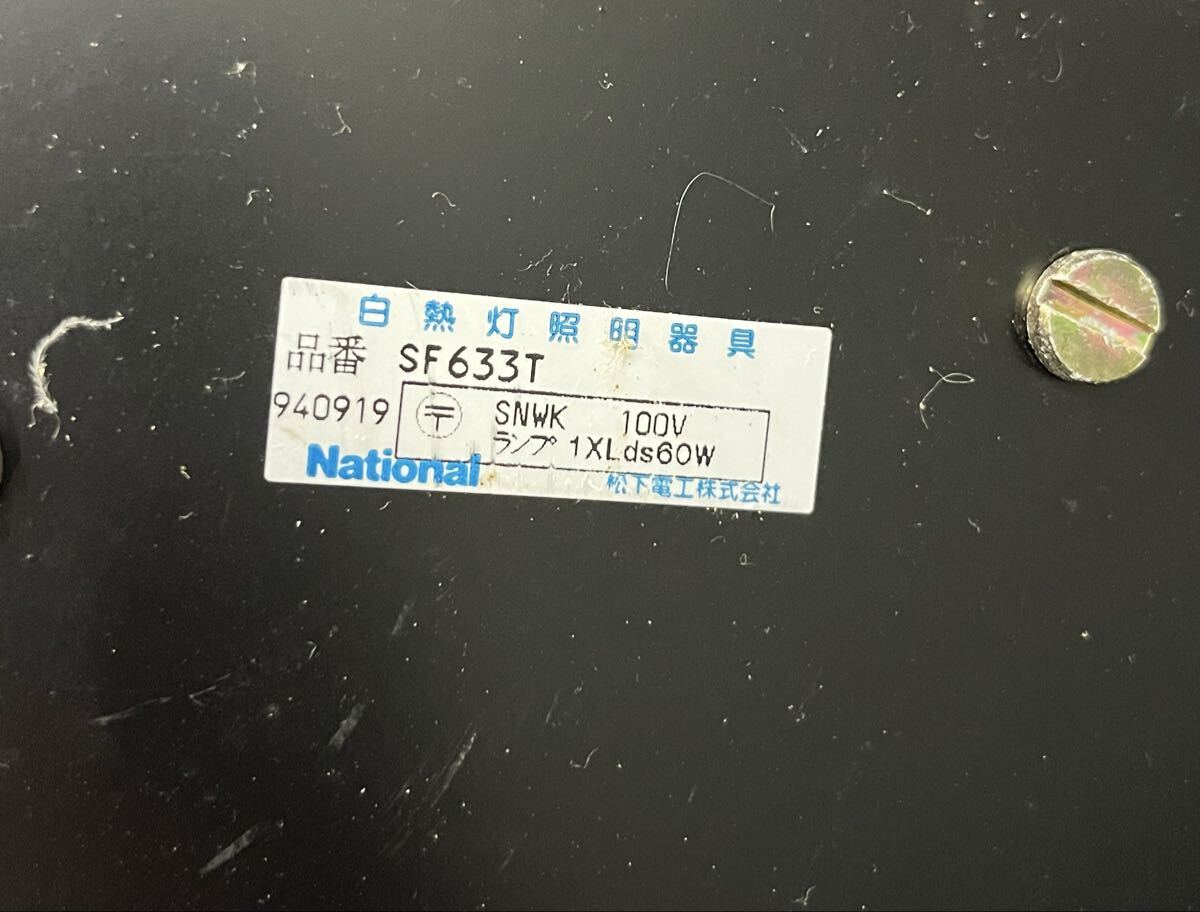 白熱灯照明器具
品番 SF633T
940919 〒 SNWK 100V
ランプ 1XLds60W
National 松下電工株式会社